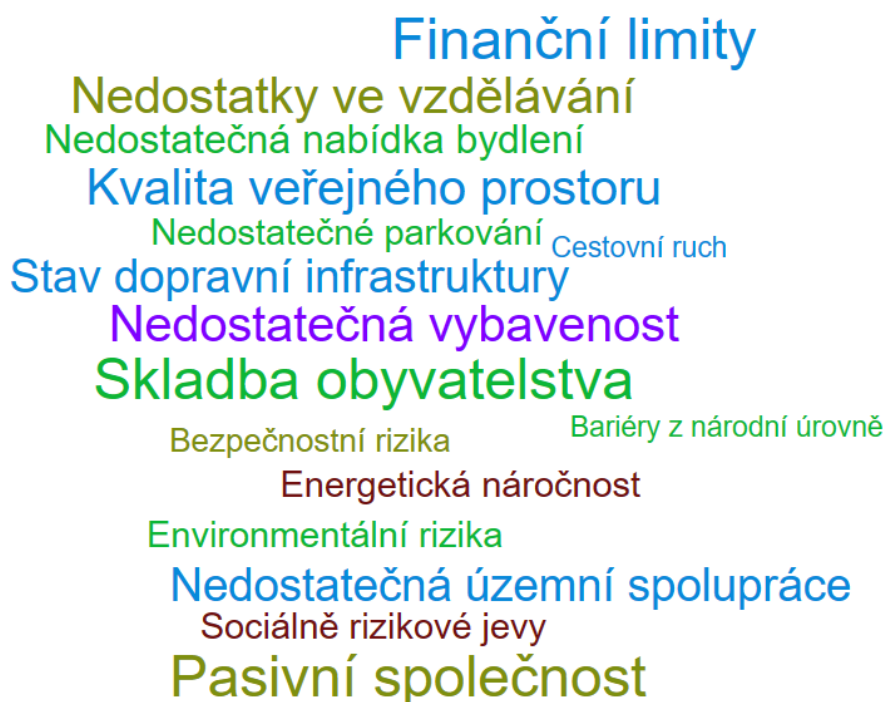 Finanční limity
Nedostatky ve vzdělávání
Nedostatečná nabídka bydlení
Kvalita veřejného prostoru
Nedostatečné parkování
Cestovní ruch
Stav dopravní infrastruktury
Nedostatečná vybavenost
Skladba obyvatelstva
Bariéry z národní úrovně
Bezpečnostní rizika
Energetická náročnost
Environmentální rizika
Nedostatečná územní spolupráce
Sociálně rizikové jevy
Pasivní společnost